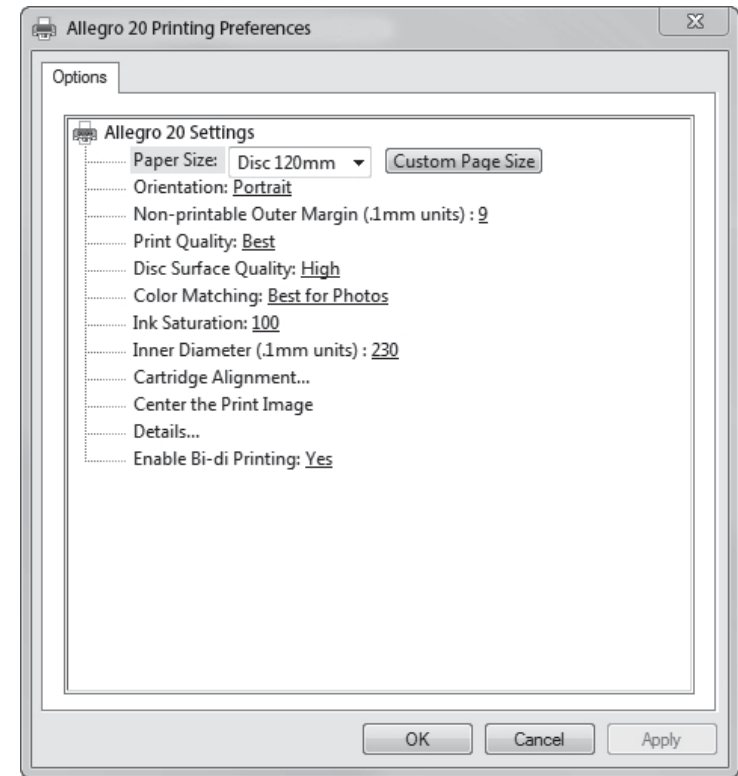 Allegro 20 Printing Preferences
Options
Allegro 20 Settings
Paper Size: Disc 120mm Custom Page Size
Orientation: Portrait
Non-printable Outer Margin (.1mm units) : 9
Print Quality: Best
Disc Surface Quality: High
Color Matching: Best for Photos
Ink Saturation: 100
Inner Diameter (.1mm units) : 230
Cartridge Alignment...
Center the Print Image
Details...
Enable Bi-di Printing: Yes
OK Cancel Apply